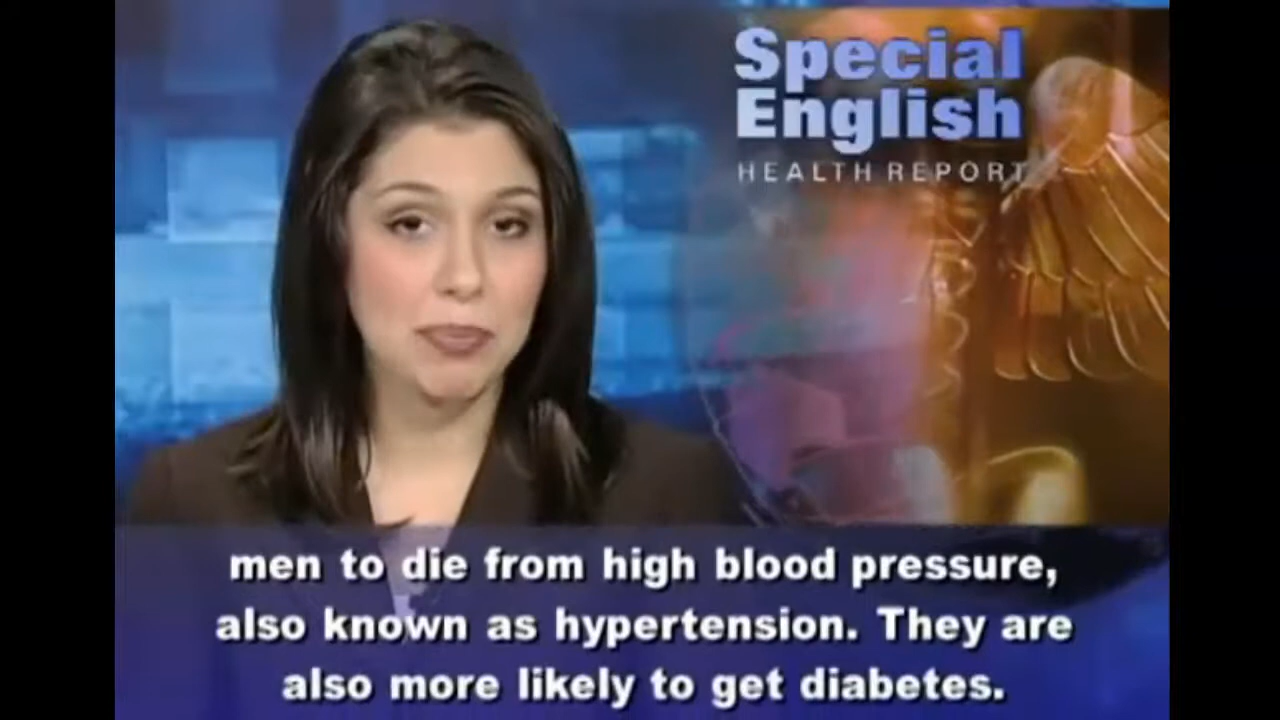 Special
English
HEALTH REPORT
men to die from high blood pressure,
also known as hypertension. They are
also more likely to get diabetes.